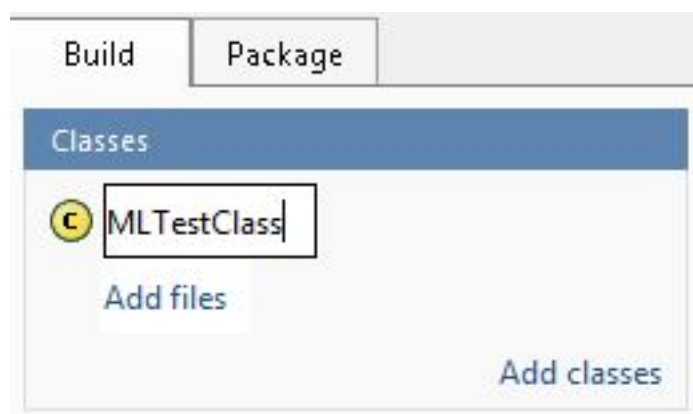 Build Package
Classes
C MLTestClass
Add files
Add classes